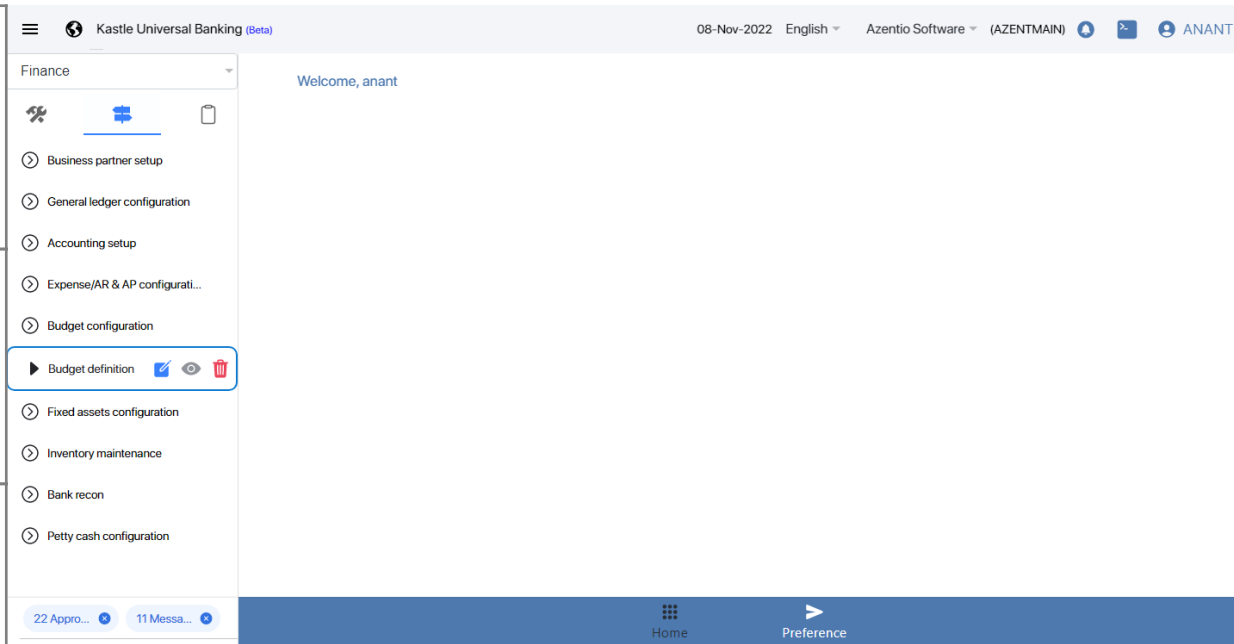 Kastle Universal Banking (Beta)
08-Nov-2022 English Azentio Software (AZENTMAIN) ANANT
Finance
Welcome, anant
Business partner setup
General ledger configuration
Accounting setup
Expense/AR & AP configurati...
Budget configuration
Budget definition
Fixed assets configuration
Inventory maintenance
Bank recon
Petty cash configuration
22 Appro... 11 Messa...
Home Preference